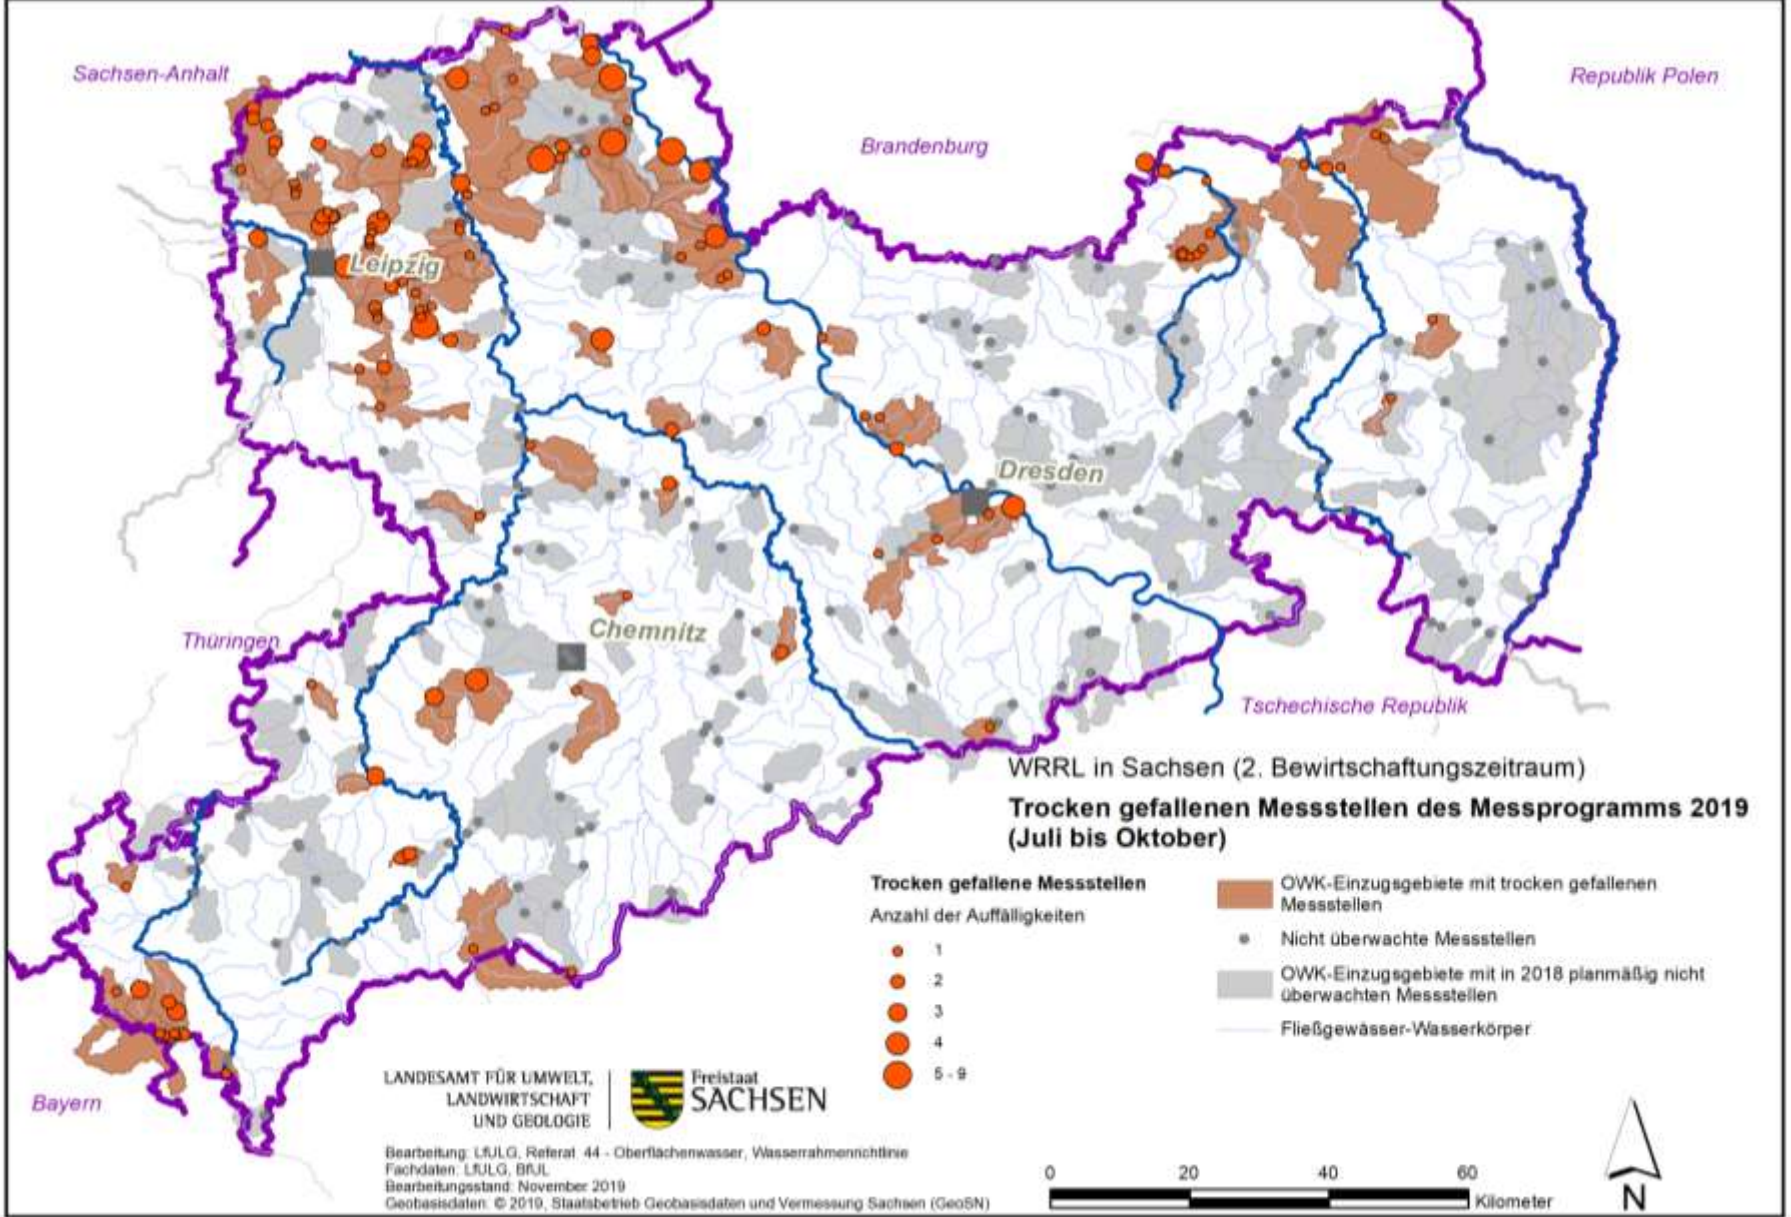 Sachsen-Anhalt
Republik Polen
Brandenburg
Leipzig
Dresden
Chemnitz
Thüringen
Tschechische Republik
Bayern
WRRL in Sachsen (2. Bewirtschaftungszeitraum)
Trocken gefallenen Messstellen des Messprogramms 2019
(Juli bis Oktober)
Trocken gefallene Messstellen
Anzahl der Auffälligkeiten
1
2
3
4
5 - 9
OWK-Einzugsgebiete mit trocken gefallenen
Messstellen
Nicht überwachte Messstellen
OWK-Einzugsgebiete mit in 2018 planmäßig nicht
überwachten Messstellen
Fließgewässer-Wasserkörper
LANDESAMT FÜR UMWELT,
LANDWIRTSCHAFT
UND GEOLOGIE
Freistaat
SACHSEN
Bearbeitung: LfULG, Referat 44 - Oberflächenwasser, Wasserrahmenrichtlinie
Fachdaten: LfULG, BfUL
Bearbeitungsstand: November 2019
Geobasisdaten: © 2019, Staatsbetrieb Geobasisdaten und Vermessung Sachsen (GeoSN)
0 20 40 60
Kilometer
N